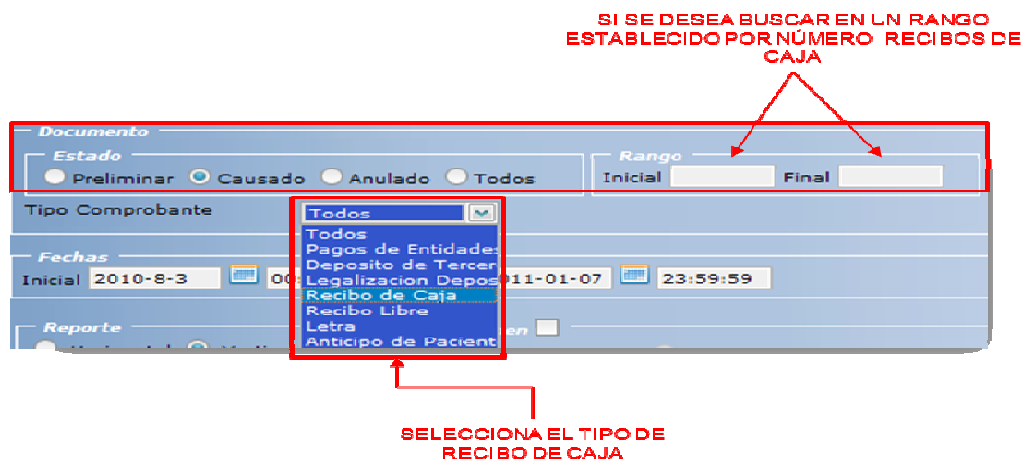 SI SE DESEA BUSCAR EN UN RANGO
ESTABLECIDO POR NÚMERO RECIBOS DE
CAJA
Documento
Estado
Rango
Preliminar Causado Anulado Todos
Inicial Final
Tipo Comprobante Todos
Todos
Pagos de Entidades
Deposito de Tercer
Legalizacion Depos
Recibo de Caja
Recibo Libre
Letra
Anticipo de Pacient
Fechas
Inicial 2010-8-3 00: 011-01-07 23:59:59
Reporte en
SELECCIONA EL TIPO DE
RECIBO DE CAJA